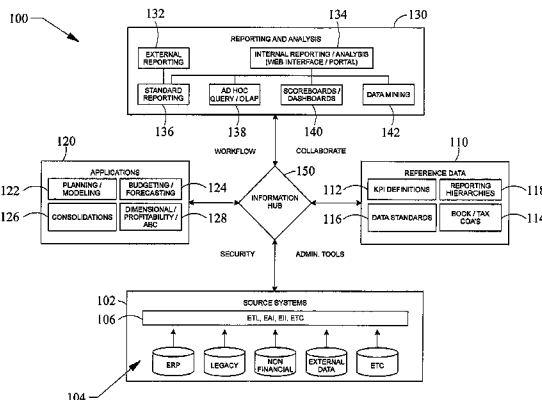 100
132
134
130
REPORTING AND ANALYSIS
EXTERNAL
REPORTING
INTERNAL REPORTING / ANALYSIS
(WEB INTERFACE / PORTAL)
STANDARD
REPORTING
AD HOC
QUERY / OLAP
SCOREBOARDS /
DASHBOARDS
DATA MINING
136
138
140
142
WORKFLOW
COLLABORATE
120
150
110
APPLICATIONS
REFERENCE DATA
122
PLANNING /
MODELING
BUDGETING /
FORECASTING
124
126
CONSOLIDATIONS
DIMENSIONAL /
PROFITABILITY /
ABC
128
INFORMATION
HUB
112
KPI DEFINITIONS
REPORTING
HIERARCHIES
118
116
DATA STANDARDS
BOOK / TAX
COA'S
114
SECURITY
ADMIN. TOOLS
102
SOURCE SYSTEMS
106
ETL, EAI, EII, ETC
ERP
LEGACY
NON
FINANCIAL
EXTERNAL
DATA
ETC
104